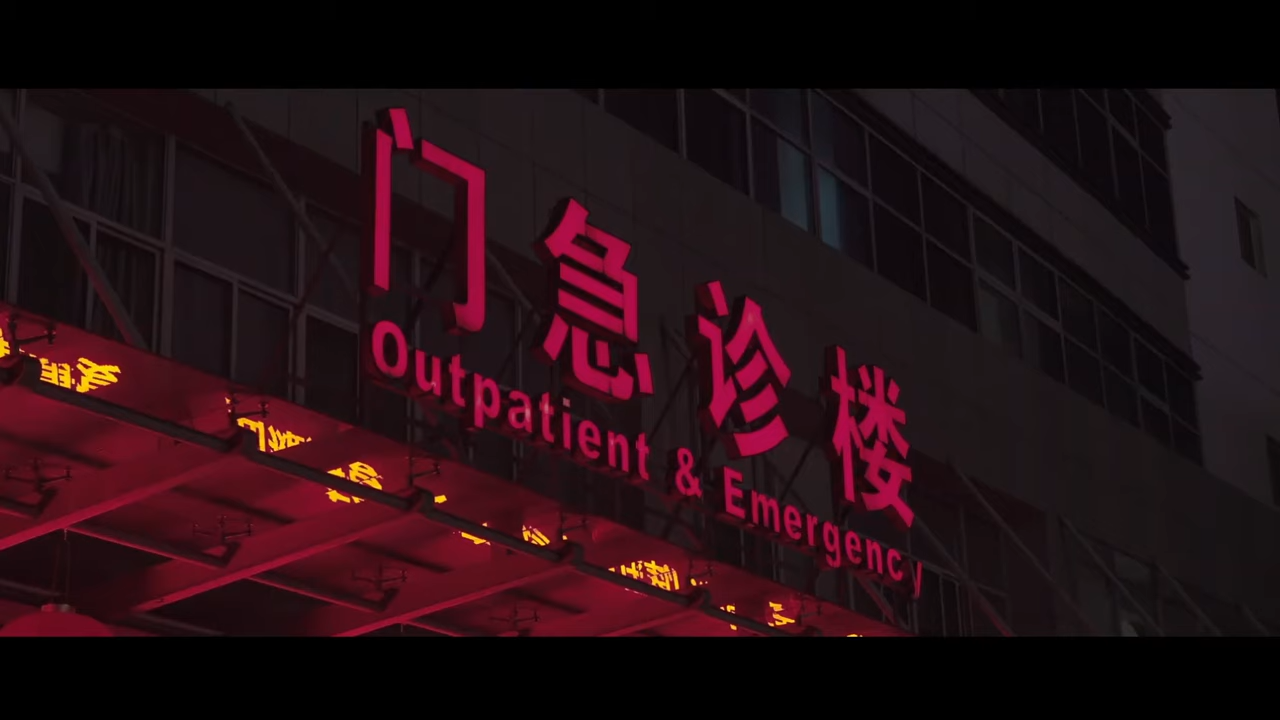 门急诊楼
Outpatient & Emergency